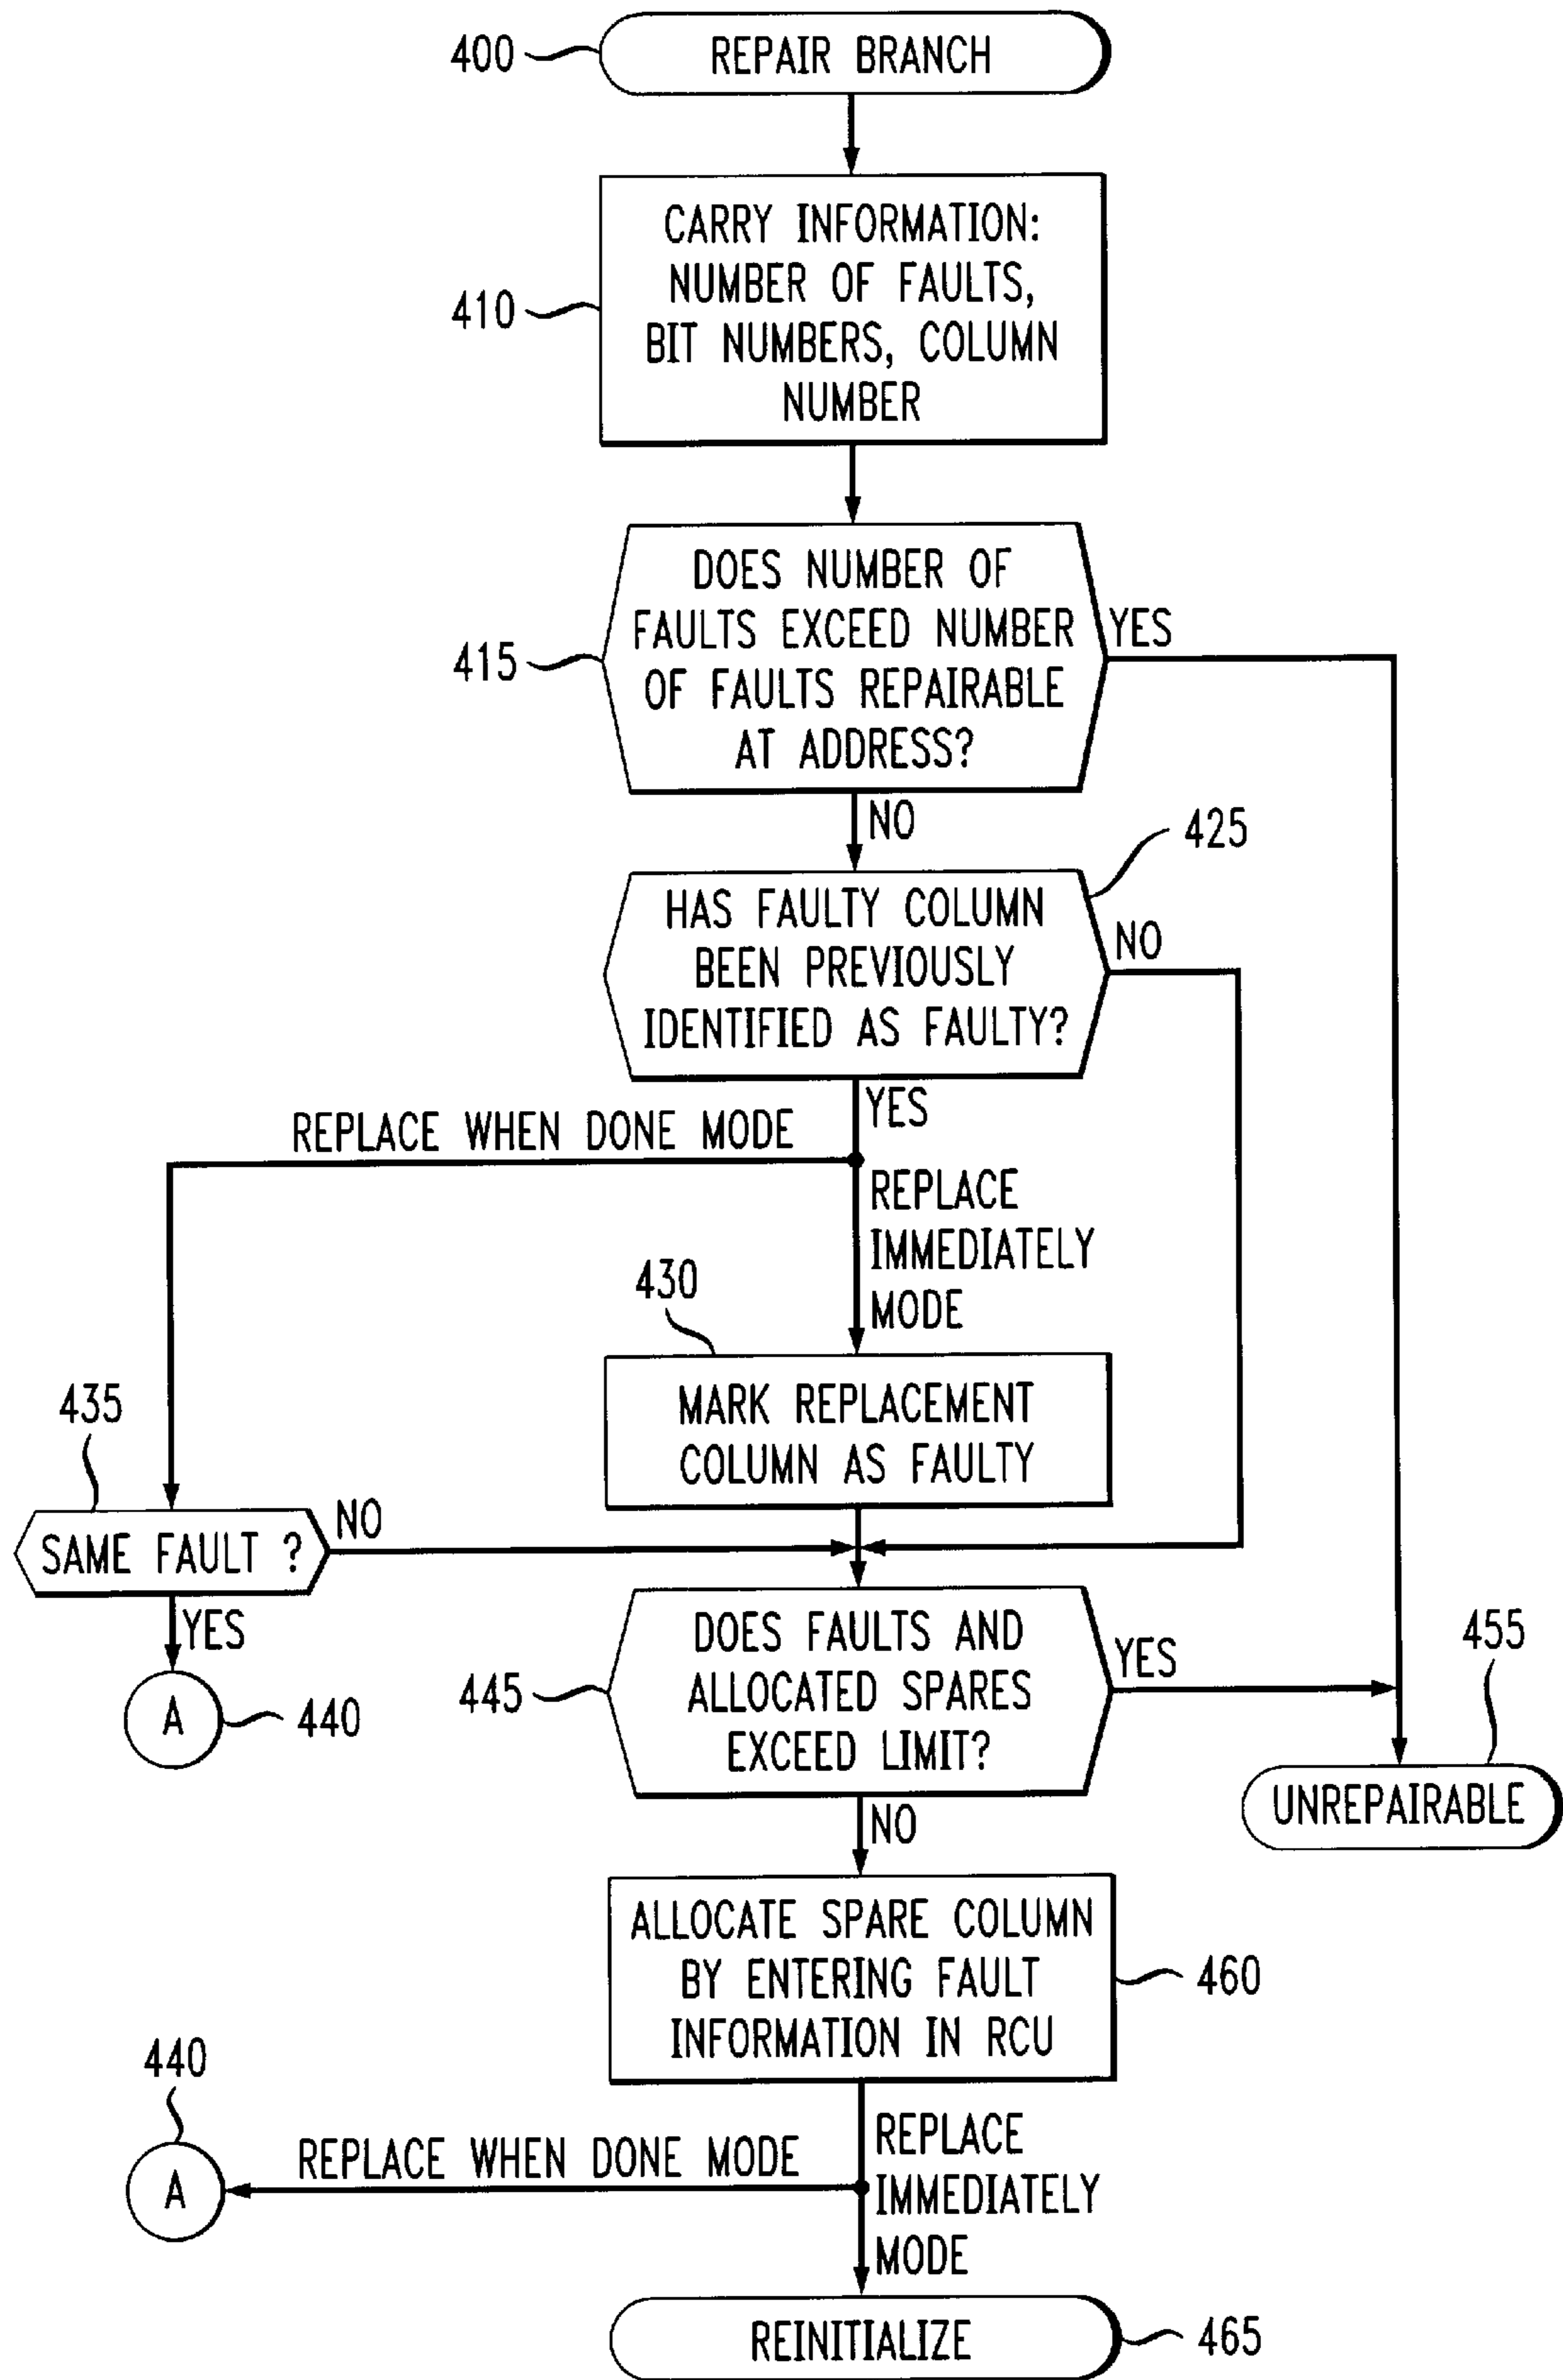 400
REPAIR BRANCH
410
CARRY INFORMATION:
NUMBER OF FAULTS,
BIT NUMBERS, COLUMN
NUMBER
415
DOES NUMBER OF
FAULTS EXCEED NUMBER
OF FAULTS REPAIRABLE
AT ADDRESS?
YES
NO
425
HAS FAULTY COLUMN
BEEN PREVIOUSLY
IDENTIFIED AS FAULTY?
NO
YES
REPLACE WHEN DONE MODE
REPLACE
IMMEDIATELY
MODE
430
MARK REPLACEMENT
COLUMN AS FAULTY
435
SAME FAULT ?
NO
YES
A
440
445
DOES FAULTS AND
ALLOCATED SPARES
EXCEED LIMIT?
YES
455
UNREPAIRABLE
NO
ALLOCATE SPARE COLUMN
BY ENTERING FAULT
INFORMATION IN RCU
460
440
A
REPLACE WHEN DONE MODE
REPLACE
IMMEDIATELY
MODE
REINITIALIZE
465